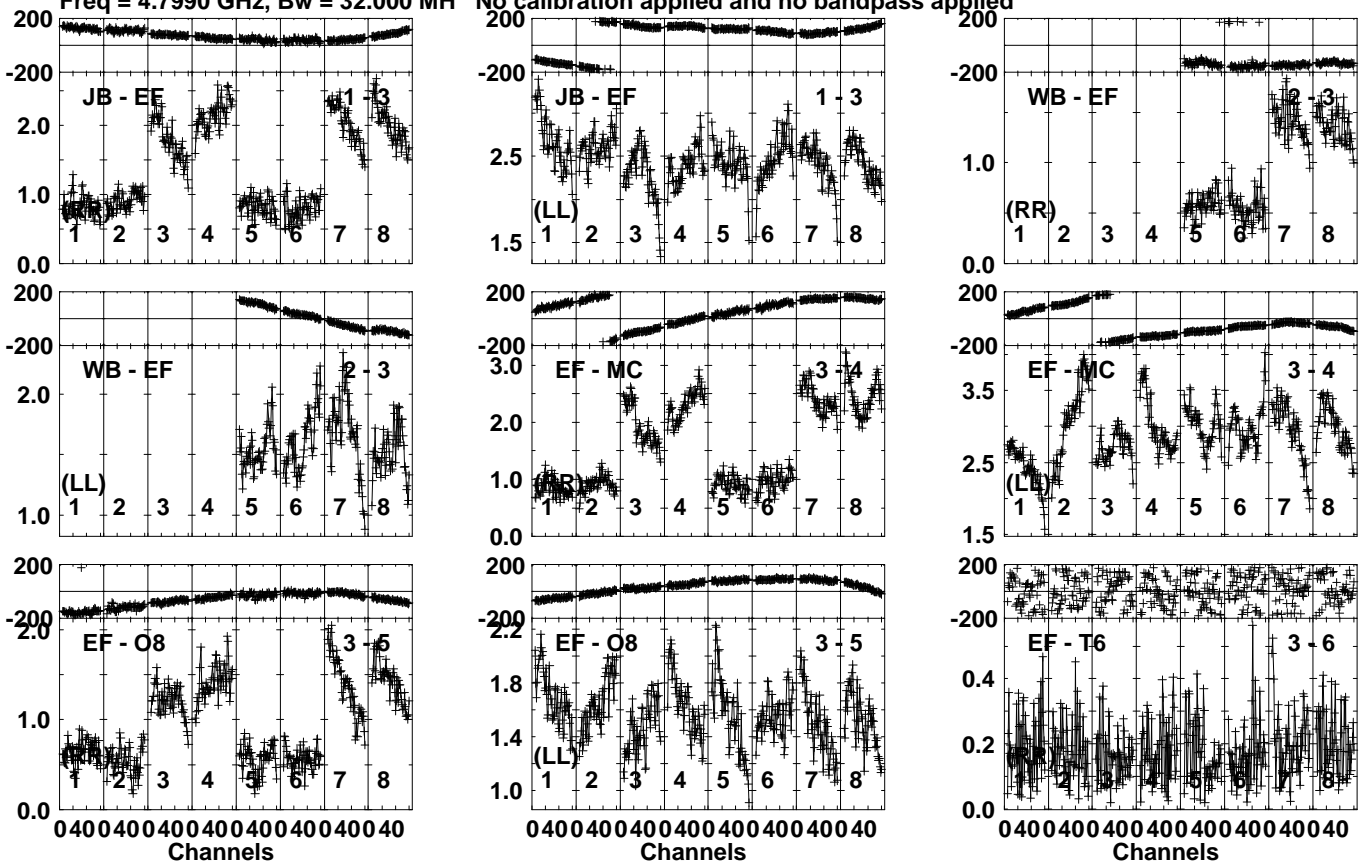 Freq = 4.7990 GHz, Bw = 32.000 MH No calibration applied and no bandpass applied
200
-200
JB - EF
1 - 3
2.0
1.0
0.0
(RR)
1 2 3 4 5 6 7 8
200
-200
JB - EF
1 - 3
2.5
1.5
(LL)
1 2 3 4 5 6 7 8
200
-200
WB - EF
2 - 3
1.0
0.0
(RR)
1 2 3 4 5 6 7 8
200
-200
WB - EF
2 - 3
2.0
1.0
(LL)
1 2 3 4 5 6 7 8
200
-200
EF - MC
3 - 4
3.0
2.0
1.0
0.0
(RR)
1 2 3 4 5 6 7 8
200
-200
EF - MC
3 - 4
3.5
2.5
1.5
(LL)
1 2 3 4 5 6 7 8
200
-200
EF - O8
3 - 5
2.0
1.0
0.0
(RR)
1 2 3 4 5 6 7 8
0 40 0 40 0 40 0 40 0 40 0 40 0 40 0 40
Channels
200
-200
EF - O8
3 - 5
2.2
1.8
1.4
1.0
(LL)
1 2 3 4 5 6 7 8
0 40 0 40 0 40 0 40 0 40 0 40 0 40 0 40
Channels
200
-200
EF - T6
3 - 6
0.4
0.2
0.0
(RR)
1 2 3 4 5 6 7 8
0 40 0 40 0 40 0 40 0 40 0 40 0 40 0 40
Channels